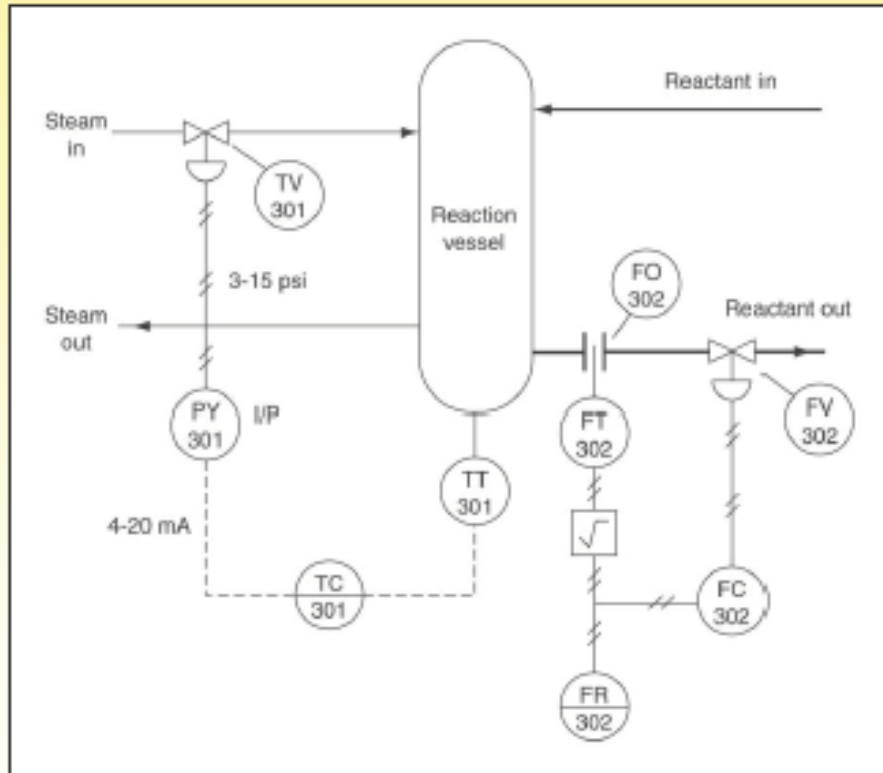 Reactant in
Steam
in
TV
301
Reaction
vessel
FO
302
3-15 psi
Steam
out
Reactant out
PY
301
I/P
FT
302
FV
302
TT
301
4-20 mA
√
TC
301
FC
302
FR
302